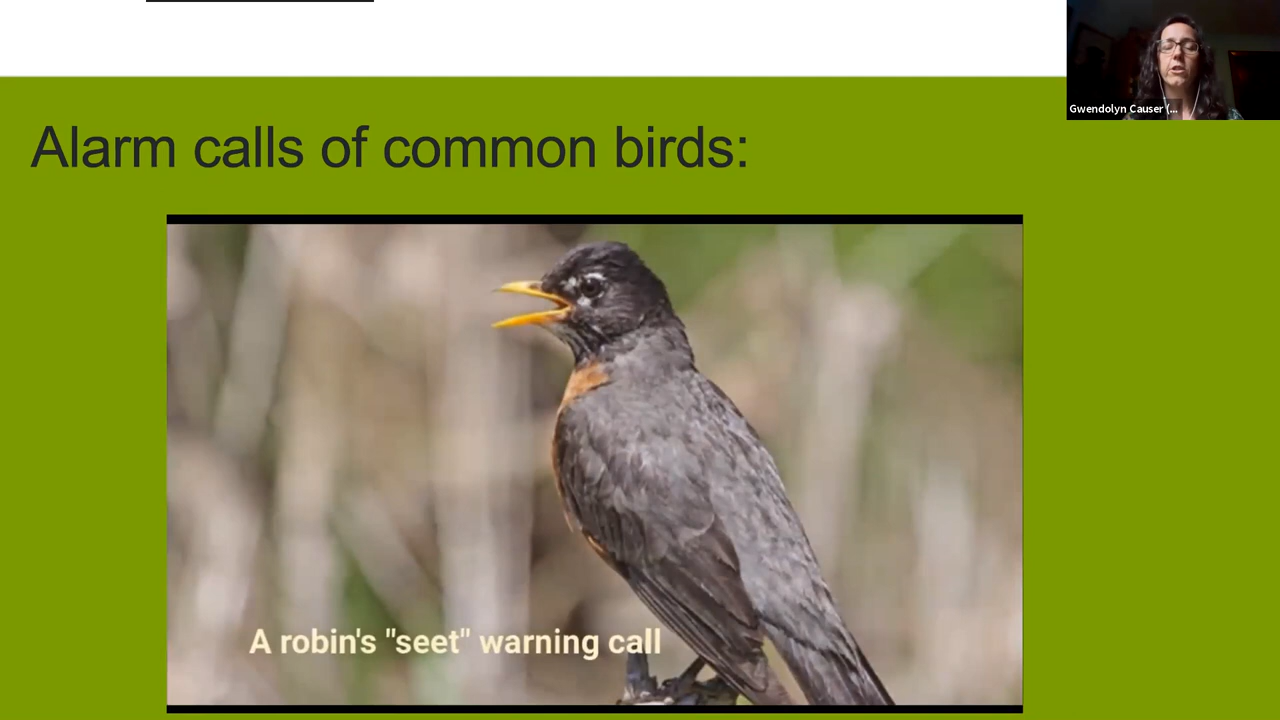 Gwendolyn Causer (...
Alarm calls of common birds:
A robin's "seet" warning call